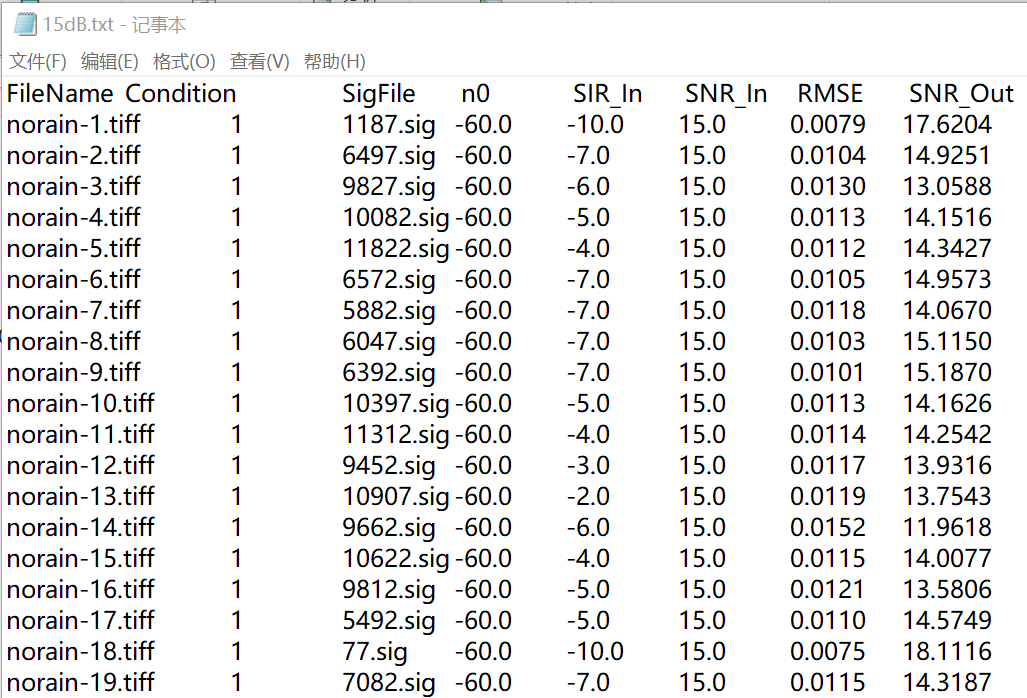 15dB.txt - 记事本
文件(F) 编辑(E) 格式(O) 查看(V) 帮助(H)
FileName Condition SigFile n0 SIR_In SNR_In RMSE SNR_Out
norain-1.tiff 1 1187.sig -60.0 -10.0 15.0 0.0079 17.6204
norain-2.tiff 1 6497.sig -60.0 -7.0 15.0 0.0104 14.9251
norain-3.tiff 1 9827.sig -60.0 -6.0 15.0 0.0130 13.0588
norain-4.tiff 1 10082.sig -60.0 -5.0 15.0 0.0113 14.1516
norain-5.tiff 1 11822.sig -60.0 -4.0 15.0 0.0112 14.3427
norain-6.tiff 1 6572.sig -60.0 -7.0 15.0 0.0105 14.9573
norain-7.tiff 1 5882.sig -60.0 -7.0 15.0 0.0118 14.0670
norain-8.tiff 1 6047.sig -60.0 -7.0 15.0 0.0103 15.1150
norain-9.tiff 1 6392.sig -60.0 -7.0 15.0 0.0101 15.1870
norain-10.tiff 1 10397.sig -60.0 -5.0 15.0 0.0113 14.1626
norain-11.tiff 1 11312.sig -60.0 -4.0 15.0 0.0114 14.2542
norain-12.tiff 1 9452.sig -60.0 -3.0 15.0 0.0117 13.9316
norain-13.tiff 1 10907.sig -60.0 -2.0 15.0 0.0119 13.7543
norain-14.tiff 1 9662.sig -60.0 -6.0 15.0 0.0152 11.9618
norain-15.tiff 1 10622.sig -60.0 -4.0 15.0 0.0115 14.0077
norain-16.tiff 1 9812.sig -60.0 -5.0 15.0 0.0121 13.5806
norain-17.tiff 1 5492.sig -60.0 -5.0 15.0 0.0110 14.5749
norain-18.tiff 1 77.sig -60.0 -10.0 15.0 0.0075 18.1116
norain-19.tiff 1 7082.sig -60.0 -7.0 15.0 0.0115 14.3187